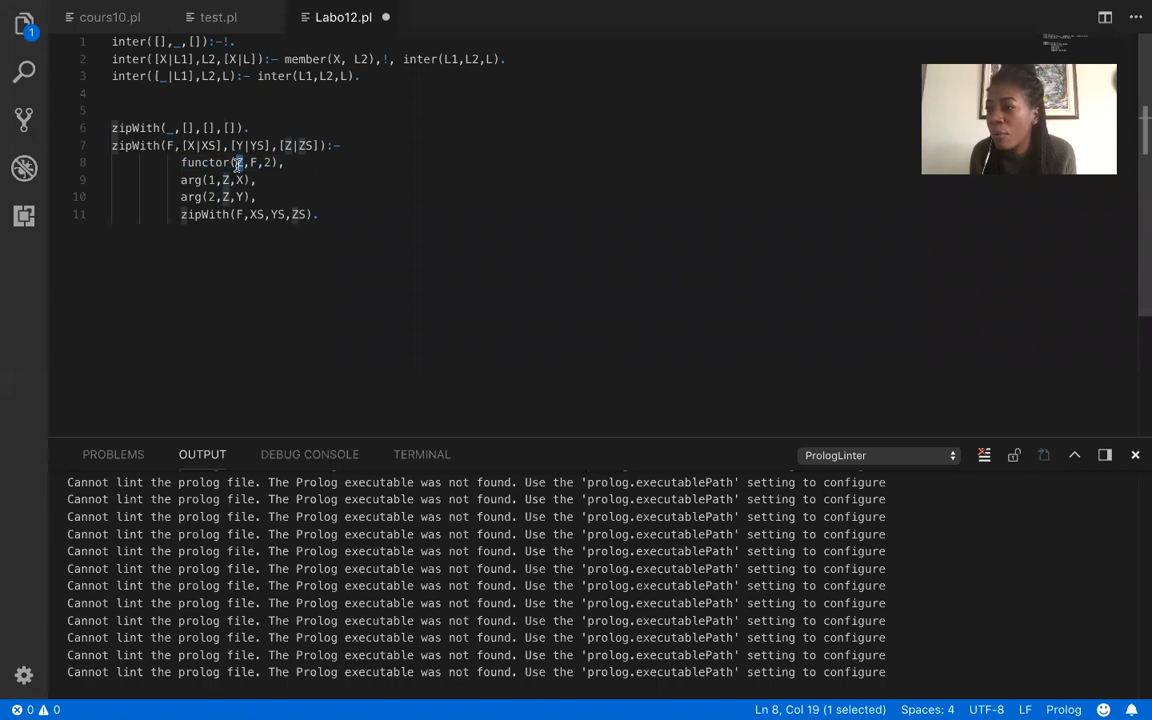 cours10.pl test.pl Labo12.pl
1 inter([],_,[]):-!.
2 inter([X|L1],L2,[X|L]):- member(X, L2),!, inter(L1,L2,L).
3 inter([_|L1],L2,L):- inter(L1,L2,L).
4
5
6 zipWith(_,[],[],[]).
7 zipWith(F,[X|XS],[Y|YS],[Z|ZS]):-
8 functor(Z,F,2),
9 arg(1,Z,X),
10 arg(2,Z,Y),
11 zipWith(F,XS,YS,ZS).
1
PROBLEMS OUTPUT DEBUG CONSOLE TERMINAL PrologLinter
Cannot lint the prolog file. The Prolog executable was not found. Use the 'prolog.executablePath' setting to configure
Cannot lint the prolog file. The Prolog executable was not found. Use the 'prolog.executablePath' setting to configure
Cannot lint the prolog file. The Prolog executable was not found. Use the 'prolog.executablePath' setting to configure
Cannot lint the prolog file. The Prolog executable was not found. Use the 'prolog.executablePath' setting to configure
Cannot lint the prolog file. The Prolog executable was not found. Use the 'prolog.executablePath' setting to configure
Cannot lint the prolog file. The Prolog executable was not found. Use the 'prolog.executablePath' setting to configure
Cannot lint the prolog file. The Prolog executable was not found. Use the 'prolog.executablePath' setting to configure
Cannot lint the prolog file. The Prolog executable was not found. Use the 'prolog.executablePath' setting to configure
Cannot lint the prolog file. The Prolog executable was not found. Use the 'prolog.executablePath' setting to configure
Cannot lint the prolog file. The Prolog executable was not found. Use the 'prolog.executablePath' setting to configure
Cannot lint the prolog file. The Prolog executable was not found. Use the 'prolog.executablePath' setting to configure
Cannot lint the prolog file. The Prolog executable was not found. Use the 'prolog.executablePath' setting to configure
0 0 Ln 8, Col 19 (1 selected) Spaces: 4 UTF-8 LF Prolog